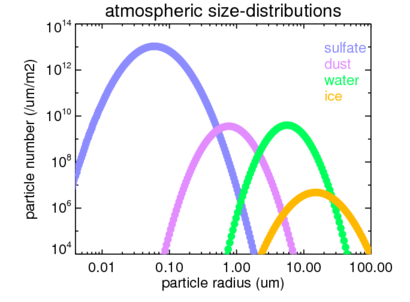 atmospheric size-distributions
10^14
10^12
10^10
10^8
10^6
10^4
particle number (/um/m2)
sulfate
dust
water
ice
0.01 0.10 1.00 10.00 100.00
particle radius (um)